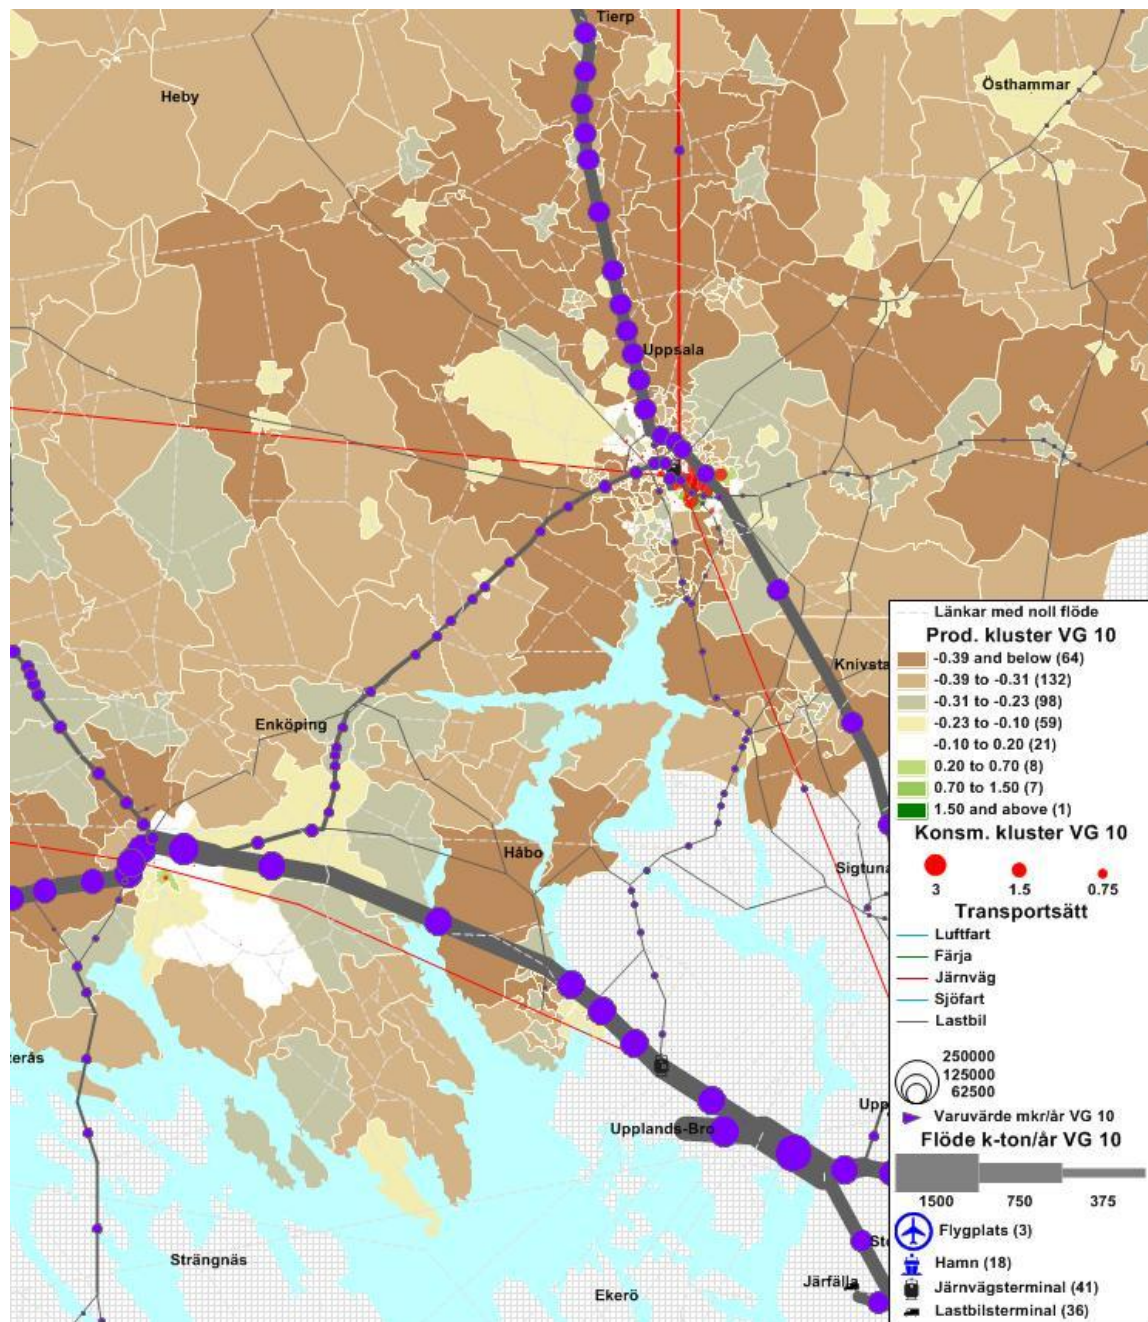 Tierp
Heby
Östhammar
Uppsala
Länkar med noll flöde
Prod. kluster VG 10
Knivsta
-0.39 and below (64)
-0.39 to -0.31 (132)
-0.31 to -0.23 (98)
Enköping
-0.23 to -0.10 (59)
-0.10 to 0.20 (21)
0.20 to 0.70 (8)
0.70 to 1.50 (7)
1.50 and above (1)
Konsm. kluster VG 10
Håbo
Sigtuna
3 1.5 0.75
Transportsätt
Luftfart
Färja
Järnväg
Sjöfart
Lastbil
terås
250000
125000
62500
Upp
Varuvärde mkr/år VG 10
Upplands-Bro
Flöde k-ton/år VG 10
1500 750 375
Flygplats (3)
Sto
Strängnäs
Hamn (18)
Järfälla
Järnvägsterminal (41)
Ekerö
Lastbilsterminal (36)